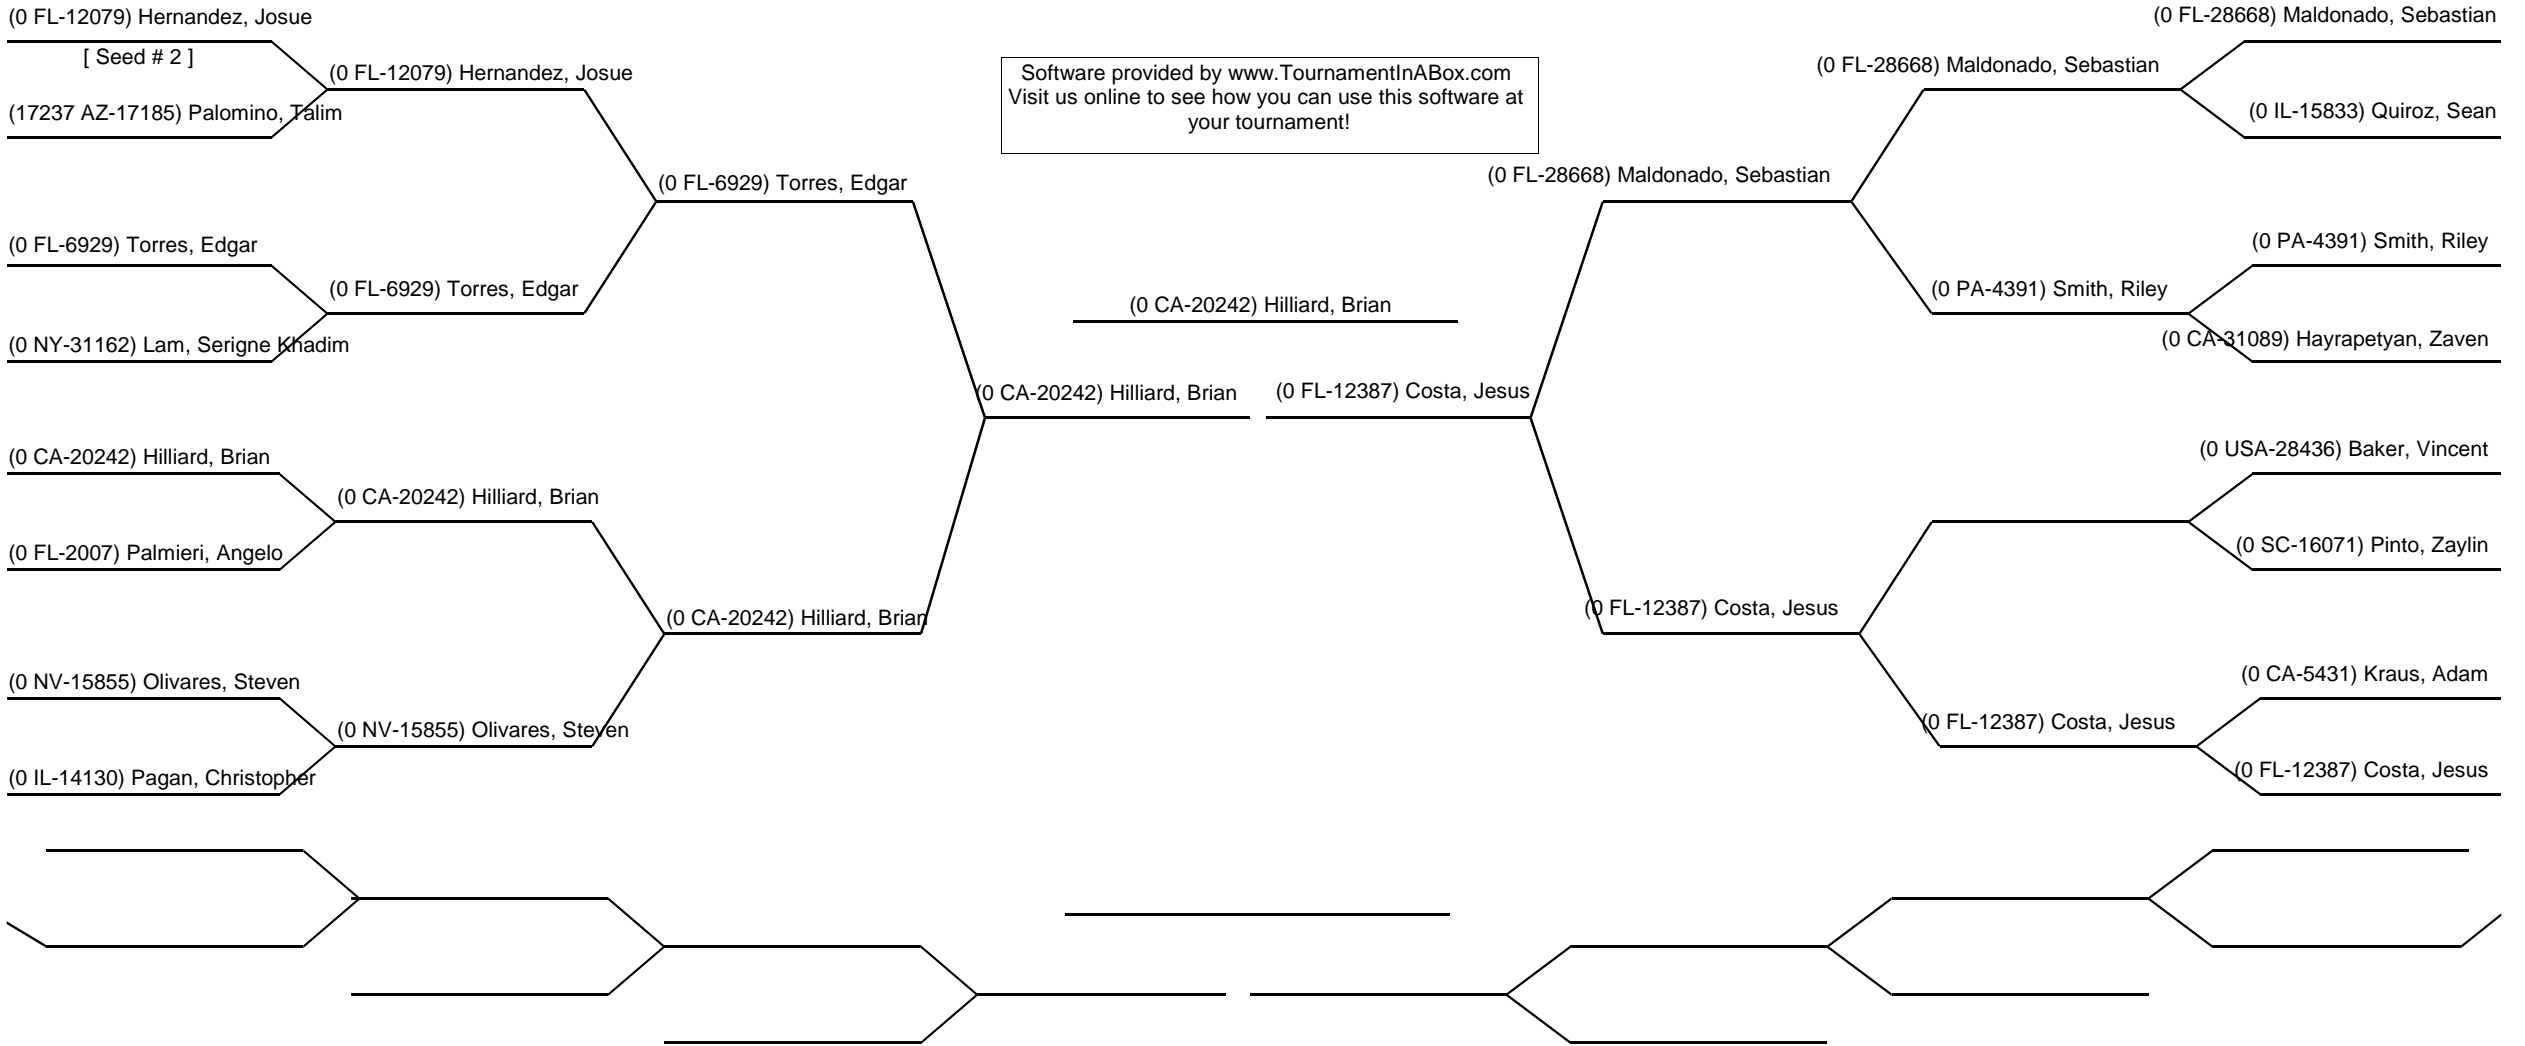 (0 FL-12079) Hernandez, Josue
[ Seed # 2 ]
(17237 AZ-17185) Palomino, Talim
(0 FL-6929) Torres, Edgar
(0 NY-31162) Lam, Serigne Khadim
(0 CA-20242) Hilliard, Brian
(0 FL-2007) Palmieri, Angelo
(0 NV-15855) Olivares, Steven
(0 IL-14130) Pagan, Christopher
(0 FL-12079) Hernandez, Josue
(0 FL-6929) Torres, Edgar
(0 CA-20242) Hilliard, Brian
(0 NV-15855) Olivares, Steven
(0 FL-6929) Torres, Edgar
(0 CA-20242) Hilliard, Brian
(0 CA-20242) Hilliard, Brian
Software provided by www.TournamentInABox.com
Visit us online to see how you can use this software at
your tournament!
(0 CA-20242) Hilliard, Brian
(0 FL-12387) Costa, Jesus
(0 FL-28668) Maldonado, Sebastian
(0 FL-12387) Costa, Jesus
(0 FL-28668) Maldonado, Sebastian
(0 PA-4391) Smith, Riley
(0 FL-12387) Costa, Jesus
(0 FL-28668) Maldonado, Sebastian
(0 IL-15833) Quiroz, Sean
(0 PA-4391) Smith, Riley
(0 CA-31089) Hayrapetyan, Zaven
(0 USA-28436) Baker, Vincent
(0 SC-16071) Pinto, Zaylin
(0 CA-5431) Kraus, Adam
(0 FL-12387) Costa, Jesus